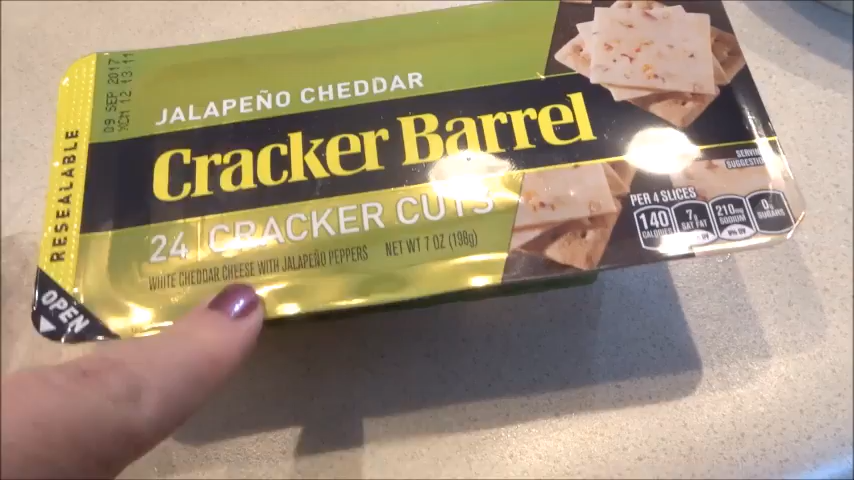 09 SEP 2017
XCM 12 13:11
RESEALABLE
OPEN
JALAPEÑO CHEDDAR
Cracker Barrel
24 CRACKER CUTS
WHITE CHEDDAR CHEESE WITH JALAPEÑO PEPPERS NET WT 7 OZ (198g)
SERVING
SUGGESTION
PER 4 SLICES
140 CALORIES
7g SAT FAT
210mg SODIUM
0g SUGARS